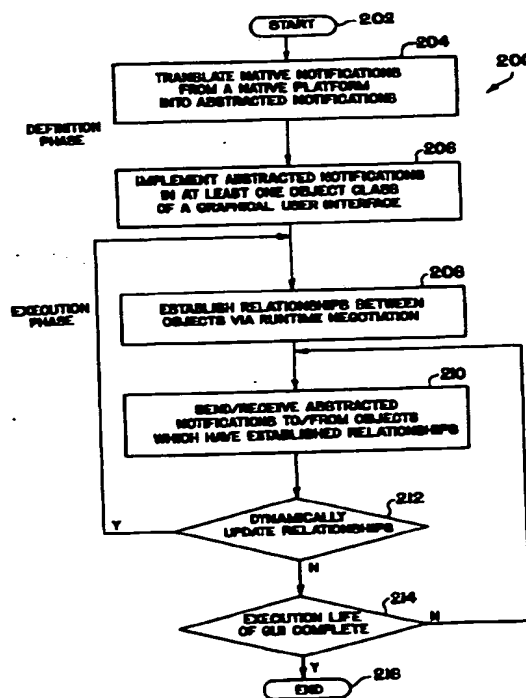 START
202
204
200
TRANSLATE NATIVE NOTIFICATIONS
FROM A NATIVE PLATFORM
INTO ABSTRACTED NOTIFICATIONS
DEFINITION
PHASE
206
IMPLEMENT ABSTRACTED NOTIFICATIONS
IN AT LEAST ONE OBJECT CLASS
OF A GRAPHICAL USER INTERFACE
EXECUTION
PHASE
208
ESTABLISH RELATIONSHIPS BETWEEN
OBJECTS VIA RUNTIME NEGOTIATION
210
SEND/RECEIVE ABSTRACTED
NOTIFICATIONS TO/FROM OBJECTS
WHICH HAVE ESTABLISHED RELATIONSHIPS
212
DYNAMICALLY
UPDATE RELATIONSHIPS
Y
N
214
EXECUTION LIFE
OF GUI COMPLETE
N
Y
END
216